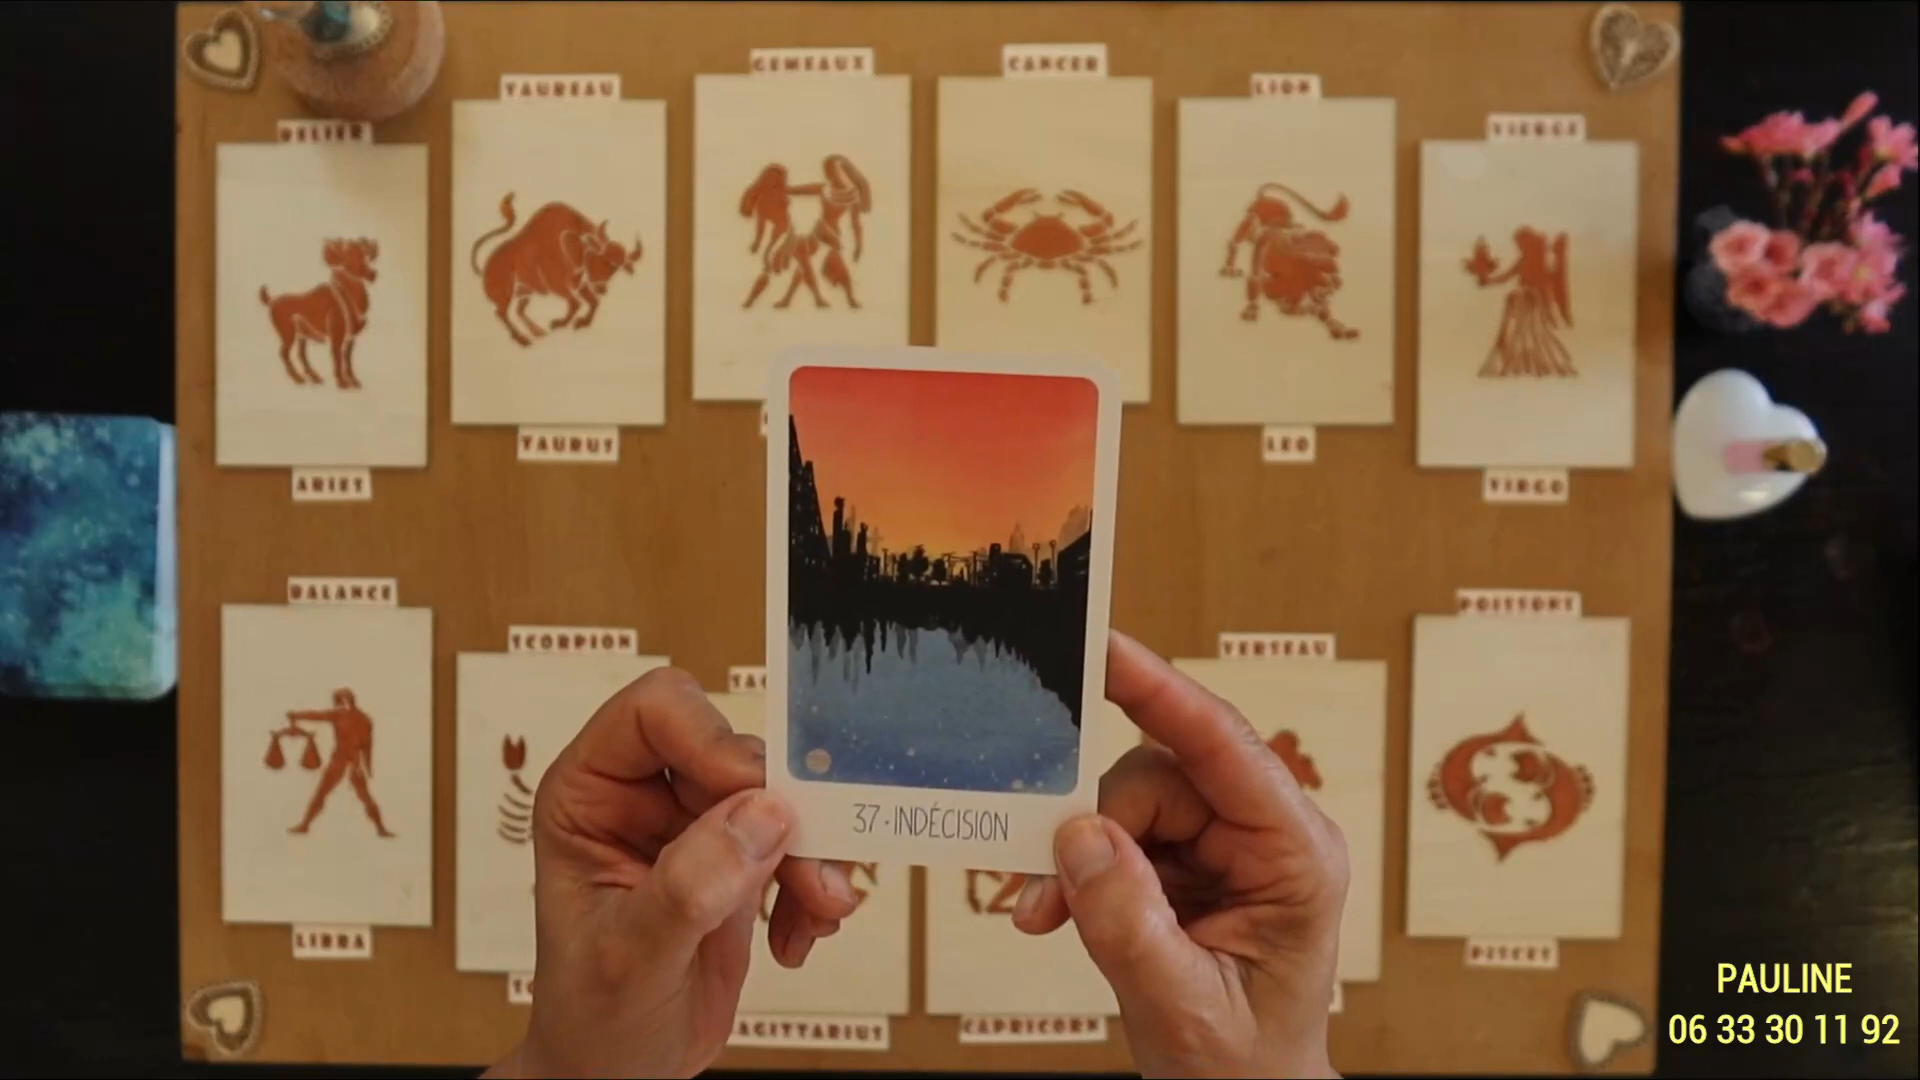 GEMEAUX
CANCER
TAUREAU
LION
BELIER
VIERGE
TAURUS
LEO
ARIES
VIRGO
BALANCE
POISSONS
SCORPION
VERSEAU
37 · INDÉCISION
LIBRA
PISCES
CAPRICORN
PAULINE
06 33 30 11 92